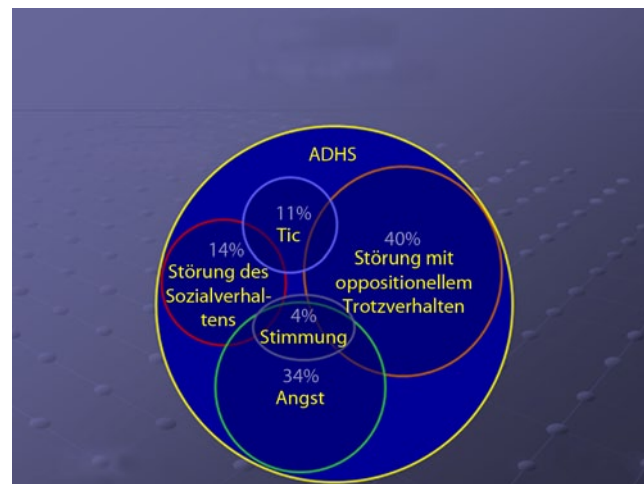 ADHS
11%
Tic
14%
Störung des
Sozialverhal-
tens
40%
Störung mit
oppositionellem
Trotzverhalten
4%
Stimmung
34%
Angst